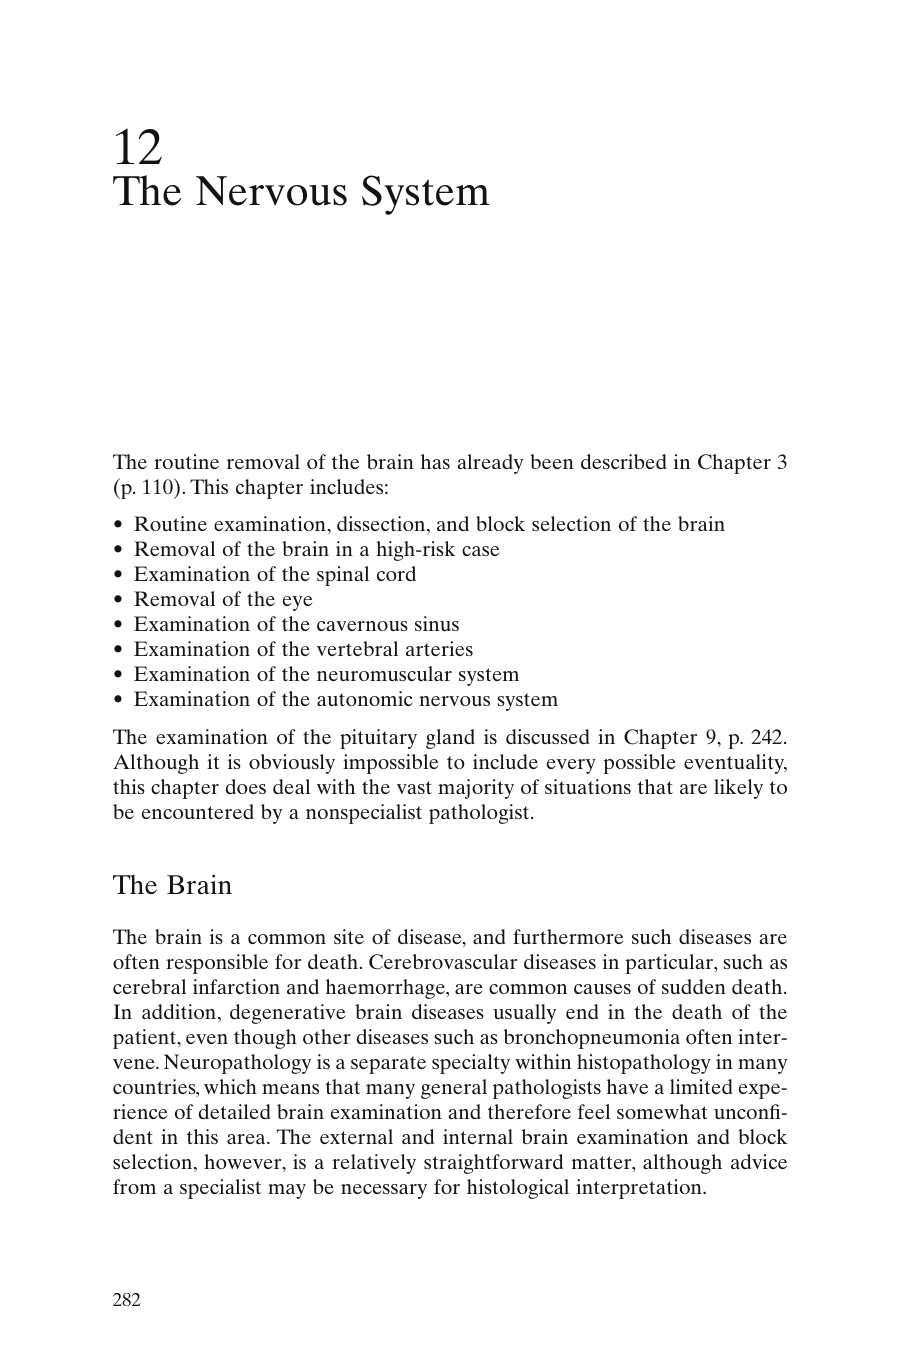 12
The Nervous System
The routine removal of the brain has already been described in Chapter 3
(p. 110). This chapter includes:
• Routine examination, dissection, and block selection of the brain
• Removal of the brain in a high-risk case
• Examination of the spinal cord
• Removal of the eye
• Examination of the cavernous sinus
• Examination of the vertebral arteries
• Examination of the neuromuscular system
• Examination of the autonomic nervous system
The examination of the pituitary gland is discussed in Chapter 9, p. 242.
Although it is obviously impossible to include every possible eventuality,
this chapter does deal with the vast majority of situations that are likely to
be encountered by a nonspecialist pathologist.
The Brain
The brain is a common site of disease, and furthermore such diseases are
often responsible for death. Cerebrovascular diseases in particular, such as
cerebral infarction and haemorrhage, are common causes of sudden death.
In addition, degenerative brain diseases usually end in the death of the
patient, even though other diseases such as bronchopneumonia often inter-
vene. Neuropathology is a separate specialty within histopathology in many
countries, which means that many general pathologists have a limited expe-
rience of detailed brain examination and therefore feel somewhat unconfi-
dent in this area. The external and internal brain examination and block
selection, however, is a relatively straightforward matter, although advice
from a specialist may be necessary for histological interpretation.
282